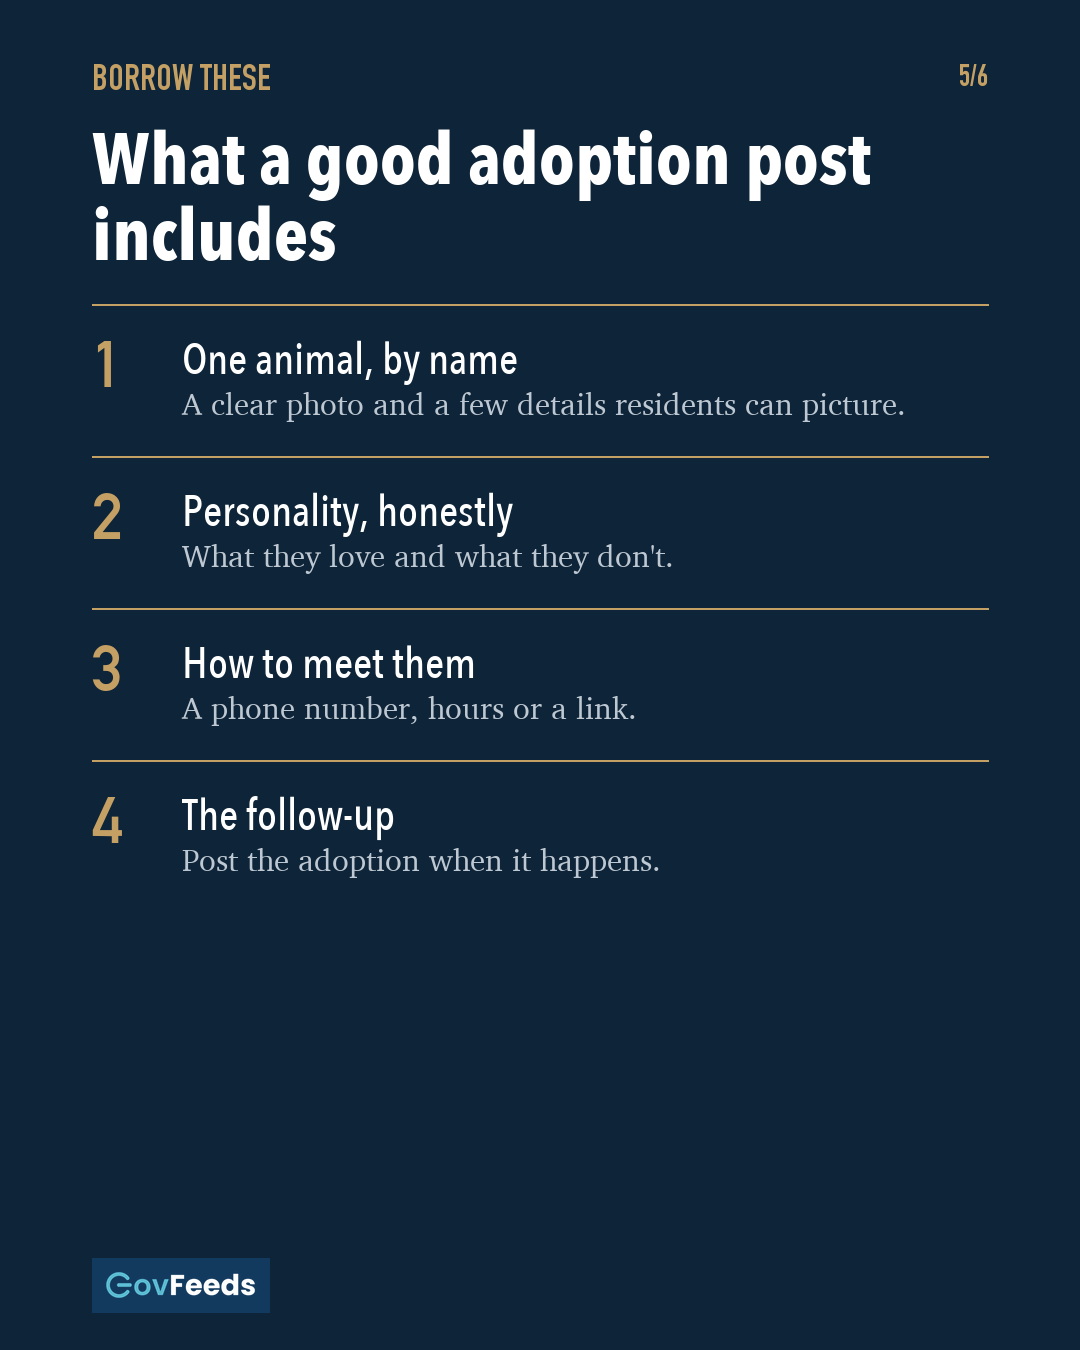 BORROW THESE
5/6
What a good adoption post
includes
1
One animal, by name
A clear photo and a few details residents can picture.
2
Personality, honestly
What they love and what they don't.
3
How to meet them
A phone number, hours or a link.
4
The follow-up
Post the adoption when it happens.
GovFeeds